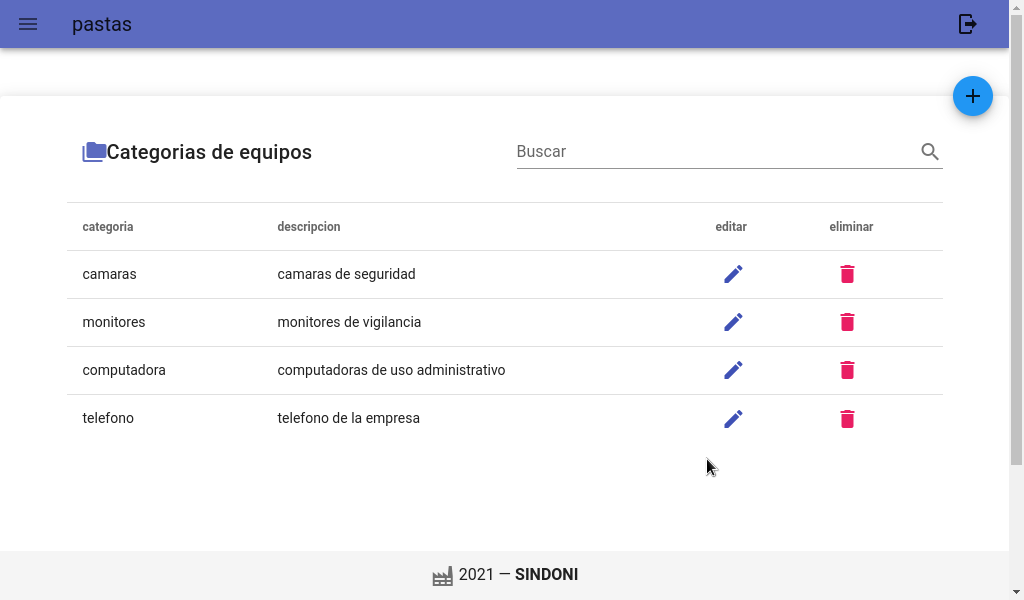 pastas
Categorias de equipos
Buscar
categoria descripcion editar eliminar
camaras camaras de seguridad
monitores monitores de vigilancia
computadora computadoras de uso administrativo
telefono telefono de la empresa
2021 — SINDONI